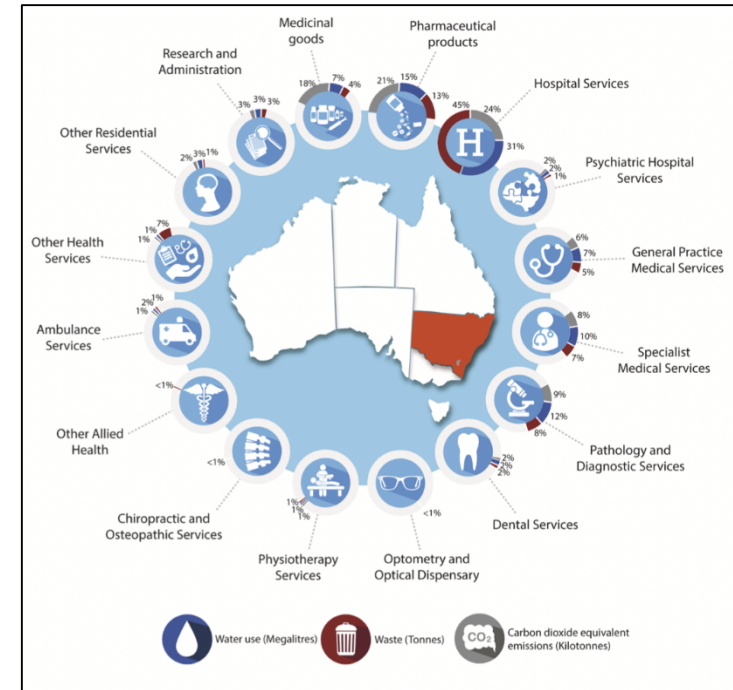 Medicinal
goods
18% 7% 4%
Pharmaceutical
products
21% 15% 13%
Hospital Services
45% 24% 31%
H
Psychiatric Hospital
Services
2% 2% 1%
General Practice
Medical Services
6% 7% 5%
Specialist
Medical Services
8% 10% 7%
Pathology and
Diagnostic Services
9% 12% 8%
Dental Services
2% 2% 2%
Optometry and
Optical Dispensary
<1%
Physiotherapy
Services
1% 1% 1%
Chiropractic and
Osteopathic Services
<1%
Other Allied
Health
<1%
Ambulance
Services
1% 2% 1%
Other Health
Services
1% 1% 7%
Other Residential
Services
2% 3% 1%
Research and
Administration
3% 3% 3%
Water use (Megalitres)
Waste (Tonnes)
CO2
Carbon dioxide equivalent
emissions (Kilotonnes)